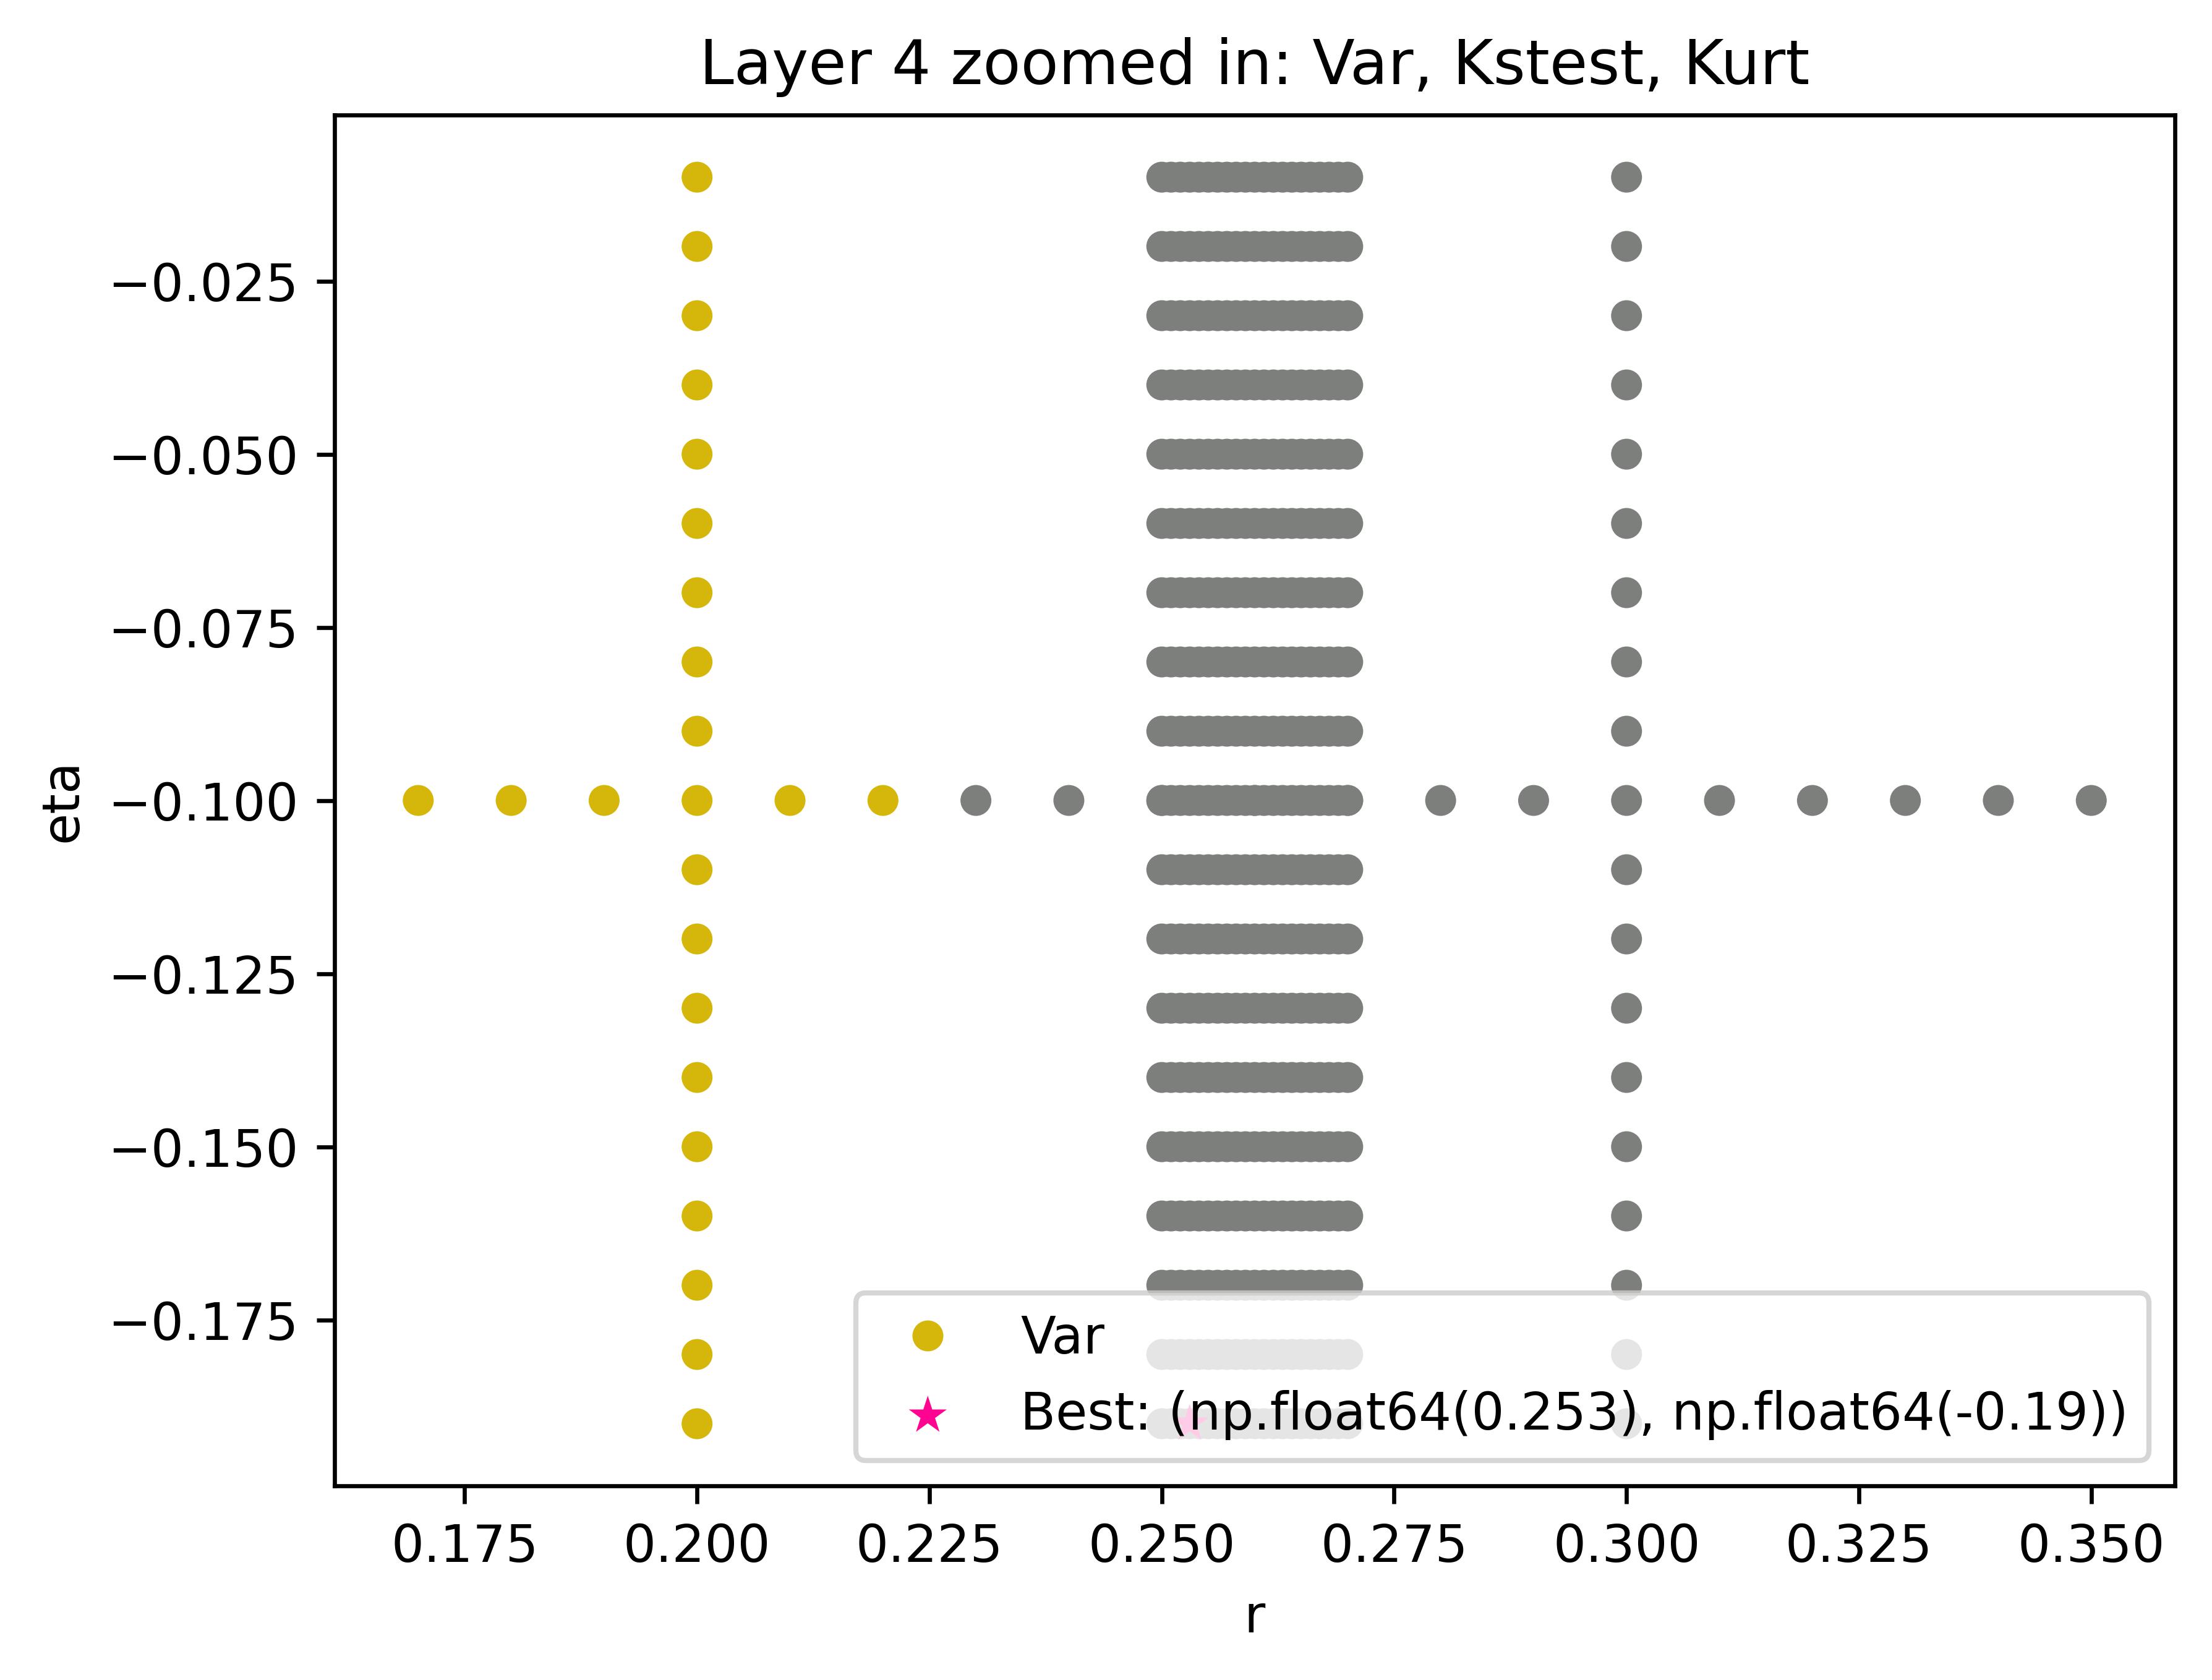 Layer 4 zoomed in: Var, Kstest, Kurt
eta
−0.025
−0.050
−0.075
−0.100
−0.125
−0.150
−0.175
Var
Best: (np.float64(0.253), np.float64(-0.19))
0.175 0.200 0.225 0.250 0.275 0.300 0.325 0.350
r